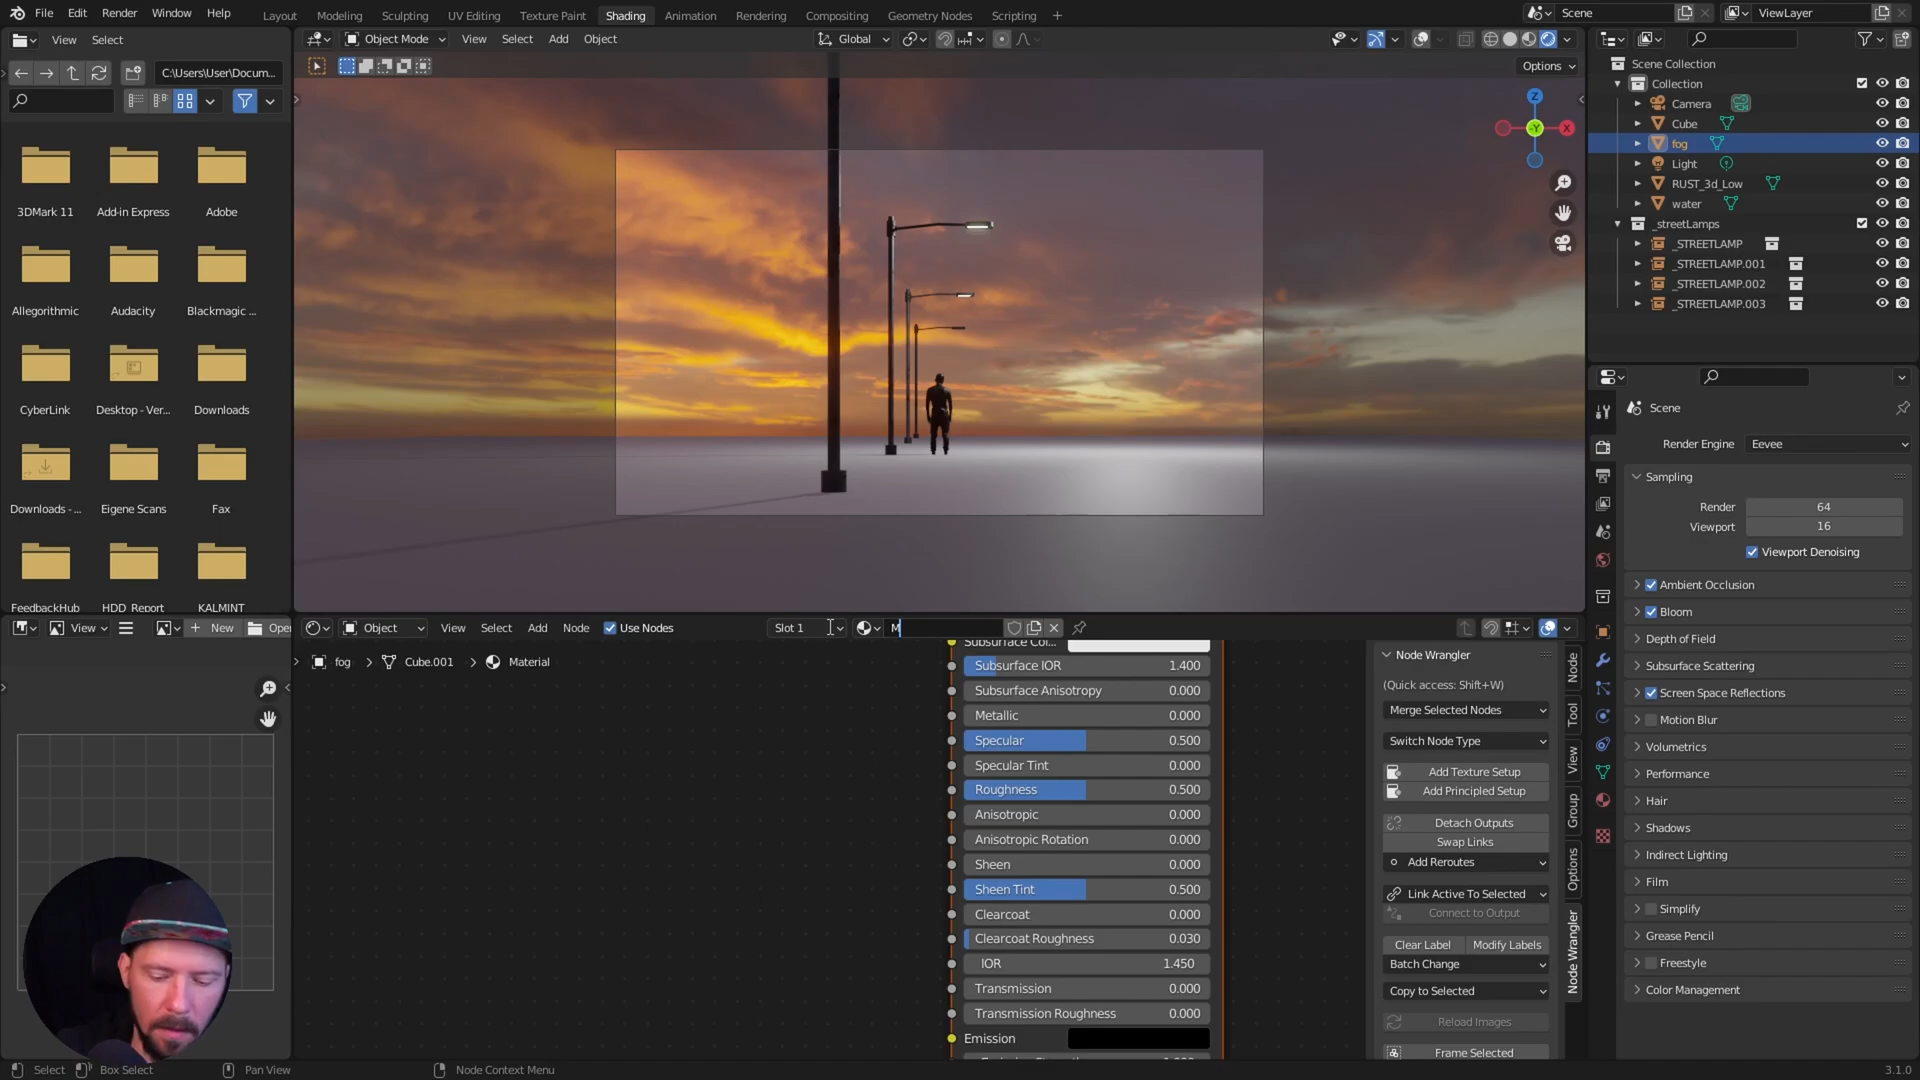 File Edit Render Window Help Layout Modeling Sculpting UV Editing Texture Paint Shading Animation Rendering Compositing Geometry Nodes Scripting + Scene ViewLayer
View Select Object Mode View Select Add Object Global
C:\Users\User\Docum...
Options
3DMark 11 Add-in Express Adobe
Allegorithmic Audacity Blackmagic ...
CyberLink Desktop - Ver... Downloads
Downloads - ... Eigene Scans Fax
FeedbackHub HDD_Report KALMINT
Z
Y
X
Scene Collection
Collection
Camera
Cube
fog
Light
RUST_3d_Low
water
_streetLamps
_STREETLAMP
_STREETLAMP.001
_STREETLAMP.002
_STREETLAMP.003
Scene
Render Engine Eevee
Sampling
Render 64
Viewport 16
Viewport Denoising
Ambient Occlusion
Bloom
Depth of Field
Subsurface Scattering
Screen Space Reflections
Motion Blur
Volumetrics
Performance
Hair
Shadows
Indirect Lighting
Film
Simplify
Grease Pencil
Freestyle
Color Management
View + New Open
Object View Select Add Node Use Nodes Slot 1 M
fog Cube.001 Material
Subsurface Col...
Subsurface IOR 1.400
Subsurface Anisotropy 0.000
Metallic 0.000
Specular 0.500
Specular Tint 0.000
Roughness 0.500
Anisotropic 0.000
Anisotropic Rotation 0.000
Sheen 0.000
Sheen Tint 0.500
Clearcoat 0.000
Clearcoat Roughness 0.030
IOR 1.450
Transmission 0.000
Transmission Roughness 0.000
Emission
Node Wrangler
(Quick access: Shift+W)
Merge Selected Nodes
Switch Node Type
Add Texture Setup
Add Principled Setup
Detach Outputs
Swap Links
Add Reroutes
Link Active To Selected
Connect to Output
Clear Label Modify Labels
Batch Change
Copy to Selected
Reload Images
Frame Selected
Node
Tool
View
Group
Options
Node Wrangler
Select Box Select Pan View Node Context Menu 3.1.0